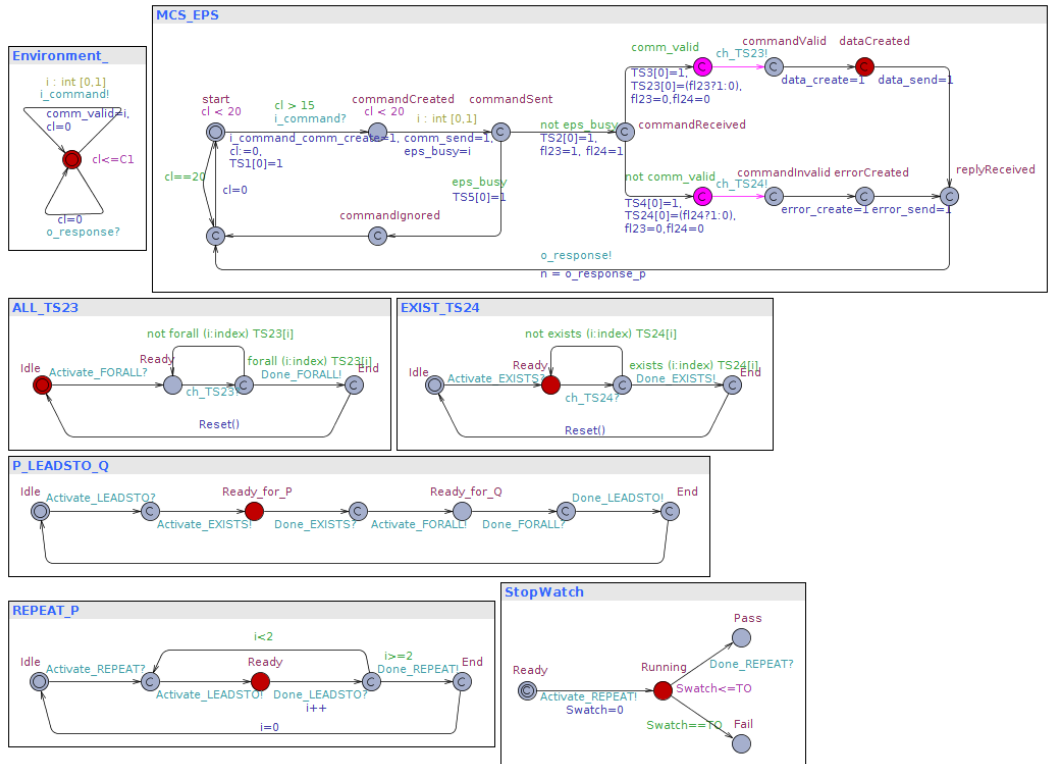 MCS_EPS
Environment_
i : int [0,1]
i_command!
comm_valid=i,
cl=0
cl<=C1
cl=0
o_response?
start
cl < 20
cl > 15
i_command?
i_command_comm_create=1,
cl:=0,
TS1[0]=1
cl==20
cl=0
commandCreated
cl < 20
i : int [0,1]
comm_send=1,
eps_busy=i
commandSent
eps_busy
TS5[0]=1
commandIgnored
not eps_busy
TS2[0]=1,
fl23=1, fl24=1
commandReceived
comm_valid
TS3[0]=1,
TS23[0]=(fl23?1:0),
fl23=0,fl24=0
ch_TS23!
commandValid
data_create=1
dataCreated
data_send=1
not comm_valid
TS4[0]=1,
TS24[0]=(fl24?1:0),
fl23=0,fl24=0
ch_TS24!
commandInvalid
error_create=1
errorCreated
error_send=1
replyReceived
o_response!
n = o_response_p
C
C
C
C
C
C
C
C
C
C
C
C
ALL_TS23
not forall (i:index) TS23[i]
Idle
Activate_FORALL?
Ready
ch_TS23?
forall (i:index) TS23[i]
Done_FORALL!
End
C
C
Reset()
EXIST_TS24
not exists (i:index) TS24[i]
Idle
Activate_EXISTS?
Ready
ch_TS24?
exists (i:index) TS24[i]
Done_EXISTS!
End
C
C
Reset()
P_LEADSTO_Q
Idle
Activate_LEADSTO?
Activate_EXISTS!
Ready_for_P
Done_EXISTS?
Activate_FORALL!
Ready_for_Q
Done_FORALL?
Done_LEADSTO!
End
C
C
C
C
REPEAT_P
i<2
Idle
Activate_REPEAT?
Activate_LEADSTO!
Ready
Done_LEADSTO?
i++
i>=2
Done_REPEAT!
End
C
C
C
i=0
StopWatch
Ready
Activate_REPEAT!
Swatch=0
Running
Swatch<=TO
Pass
Done_REPEAT?
Swatch==TO
Fail
C